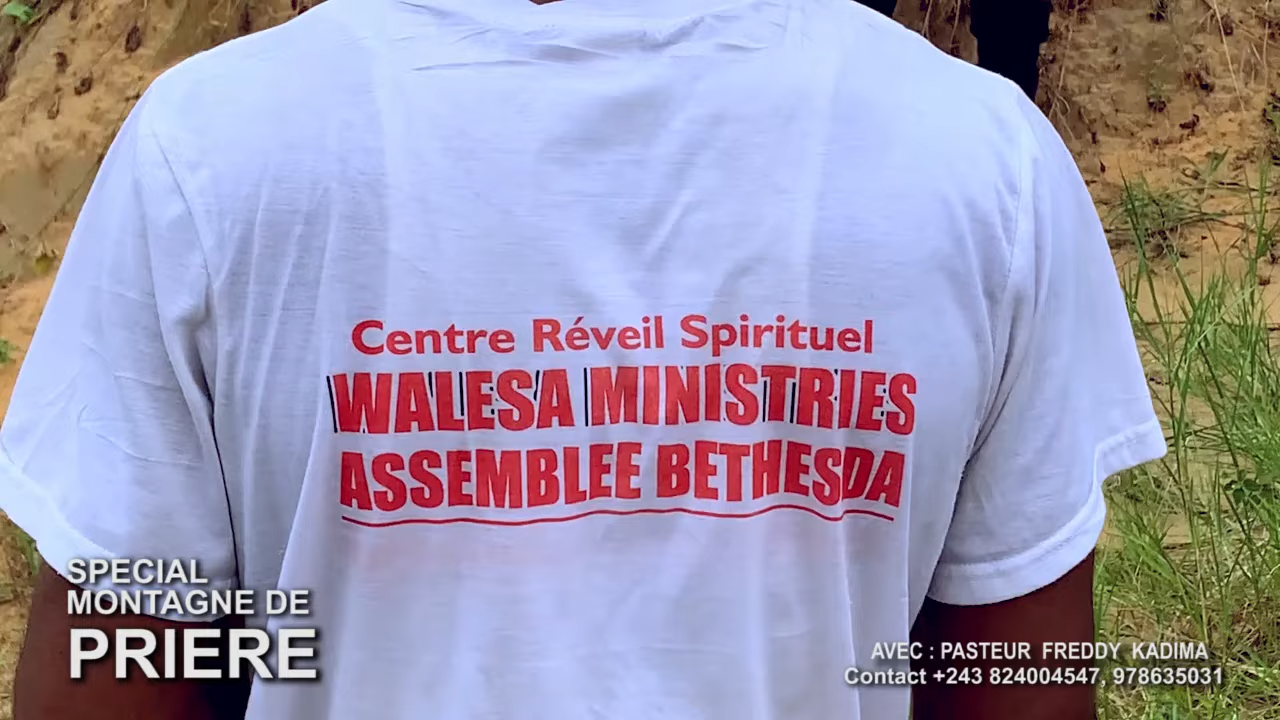 Centre Réveil Spirituel
WALESA MINISTRIES
ASSEMBLEE BETHESDA
SPECIAL
MONTAGNE DE
PRIERE
AVEC : PASTEUR FREDDY KADIMA
Contact +243 824004547, 978635031